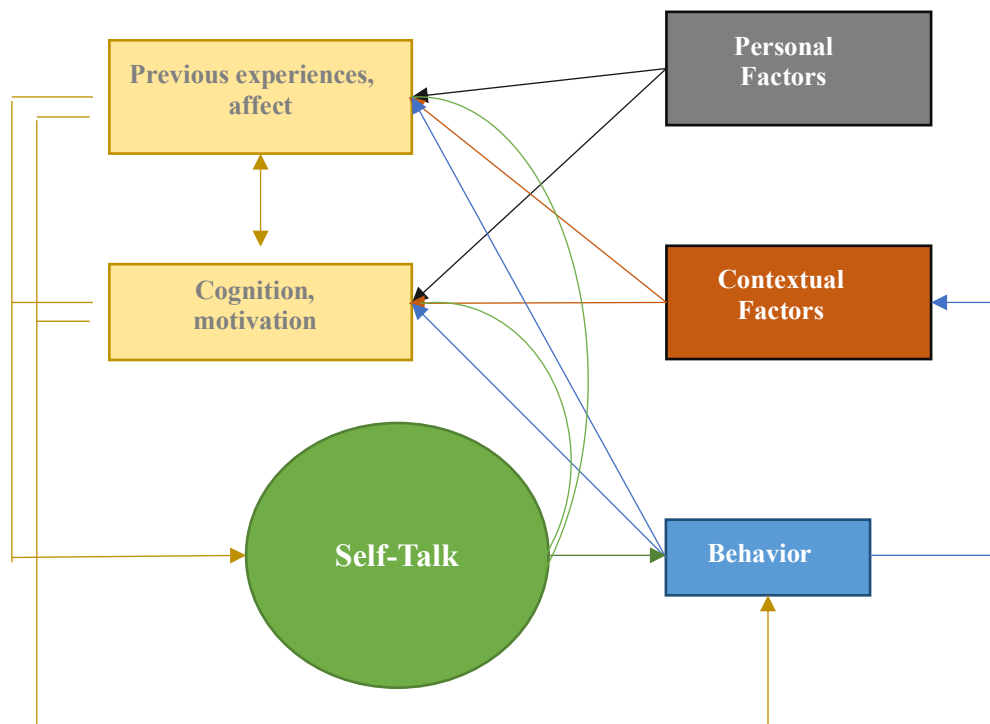 Previous experiences,
affect
Personal
Factors
Cognition,
motivation
Contextual
Factors
Self-Talk
Behavior